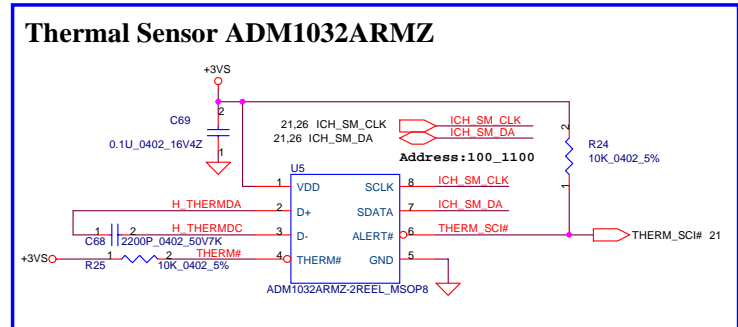 Thermal Sensor ADM1032ARMZ
+3VS
C69
2
1
0.1U_0402_16V4Z
21,26 ICH_SM_CLK
ICH_SM_CLK
21,26 ICH_SM_DA
ICH_SM_DA
Address:100_1100
2
R24
10K_0402_5%
1
U5
1 VDD SCLK 8 ICH_SM_CLK
H_THERMDA 2 D+ SDATA 7 ICH_SM_DA
H_THERMDC 3 D- ALERT# 6 THERM_SCI#
THERM_SCI# 21
1 2
C68 2200P_0402_50V7K
+3VS 1 2 THERM# 4 THERM# GND 5
R25 10K_0402_5%
ADM1032ARMZ-2REEL_MSOP8